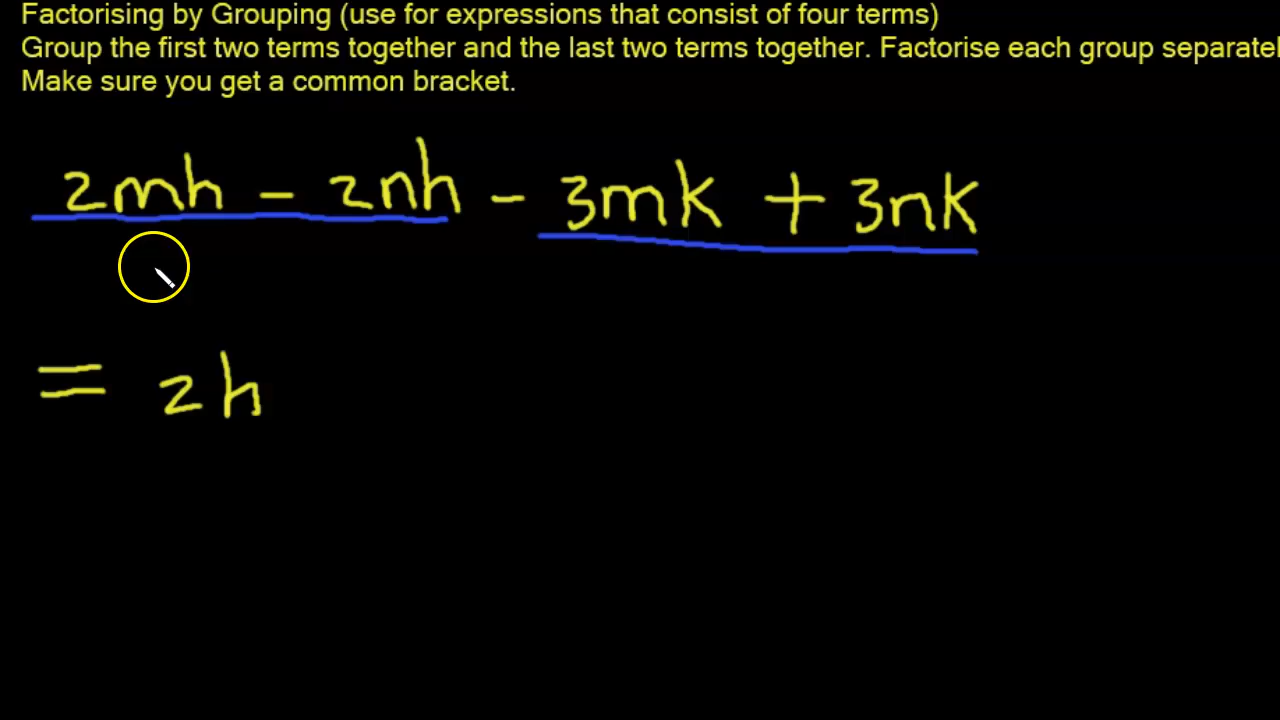 Factorising by Grouping (use for expressions that consist of four terms)
Group the first two terms together and the last two terms together. Factorise each group separatel
Make sure you get a common bracket.
2mh - 2nh - 3mk + 3nk
= 2h